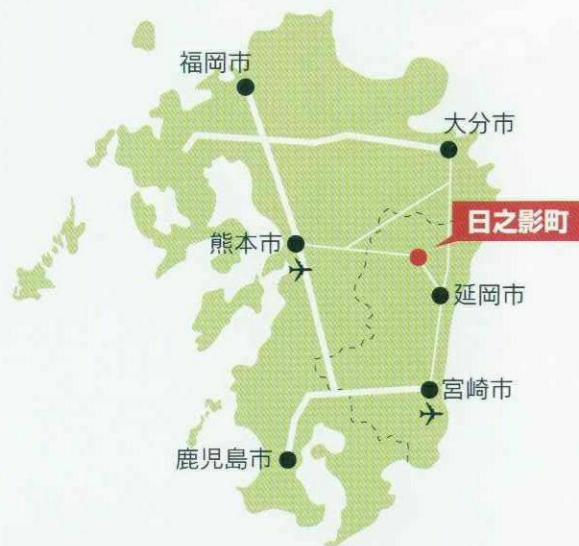 福岡市
大分市
日之影町
熊本市
延岡市
宮崎市
鹿児島市